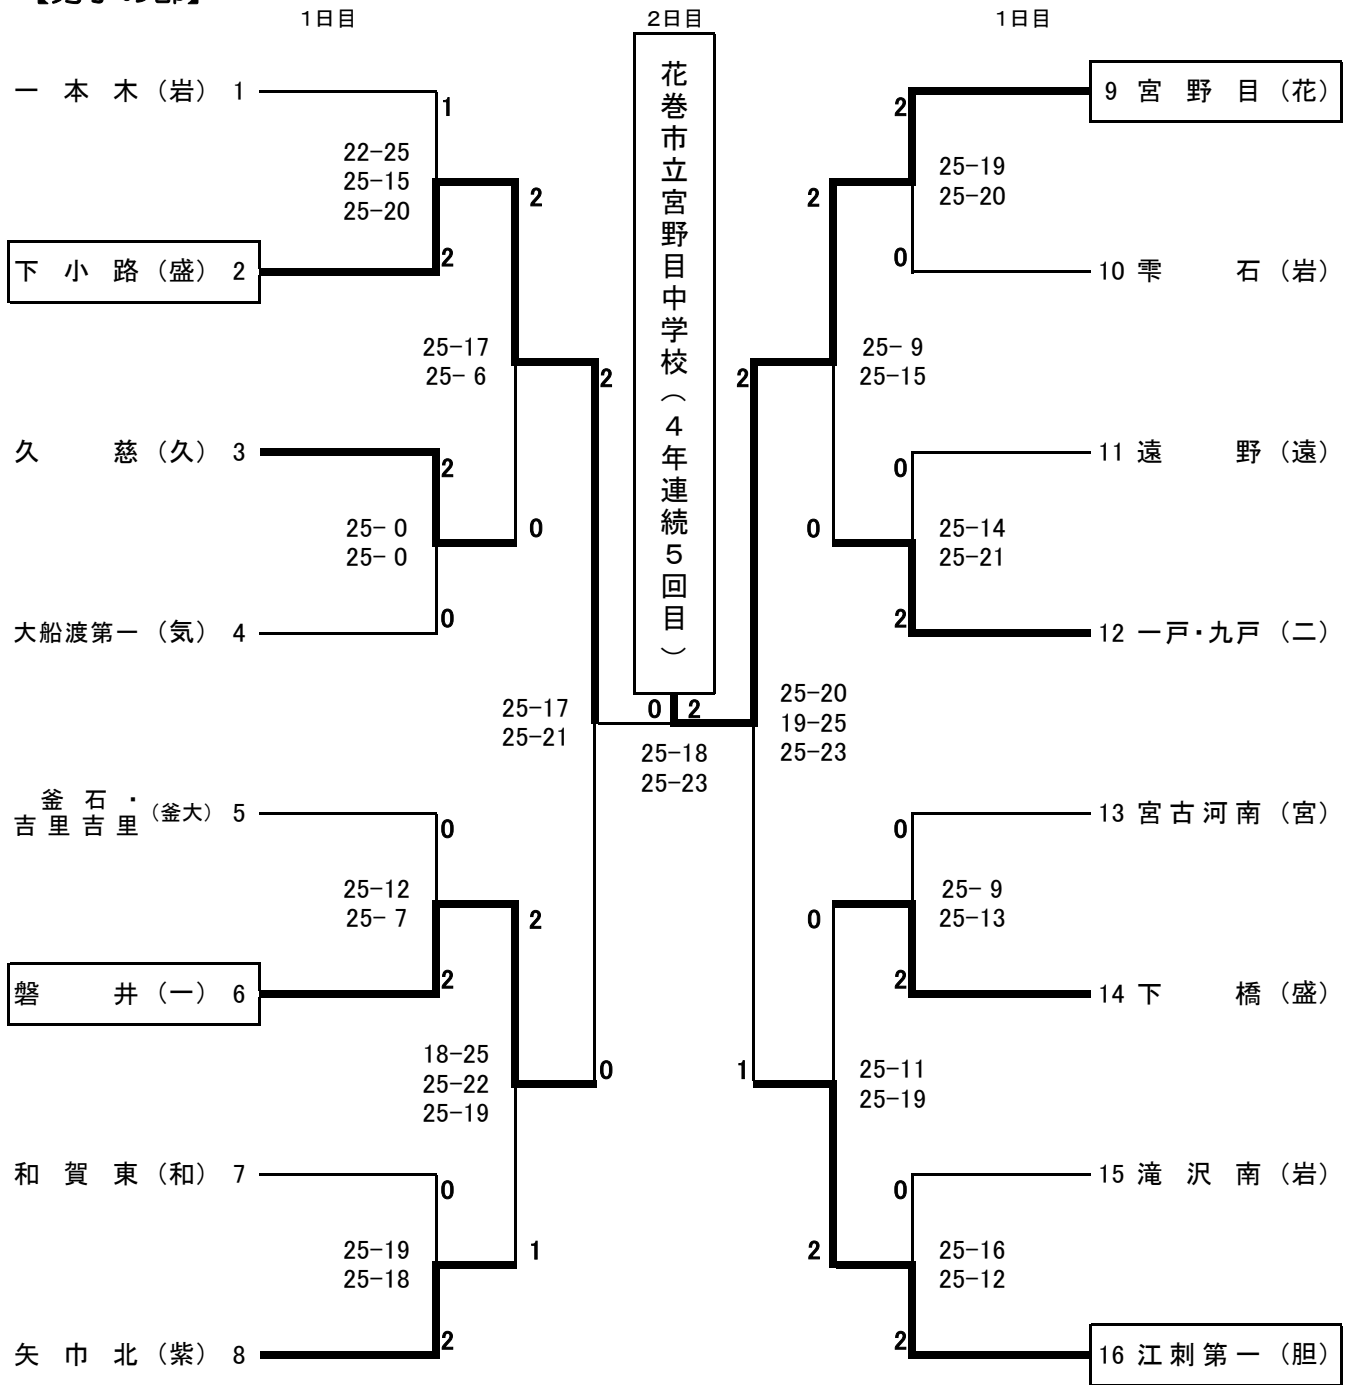 1日目
2日目
1日目
花巻市立宮野目中学校（４年連続５回目）
一本木（岩） 1
1
22-25
25-15
25-20
2
下小路（盛） 2
2
25-17
25- 6
2
久慈（久） 3
2
25- 0
25- 0
0
大船渡第一（気） 4
0
25-17
25-21
釜石・
吉里吉里（釜大） 5
0
25-12
25- 7
2
磐井（一） 6
2
18-25
25-22
25-19
0
和賀東（和） 7
0
25-19
25-18
1
矢巾北（紫） 8
2
0 2
25-18
25-23
9 宮野目（花）
2
25-19
25-20
2
10 雫石（岩）
0
25- 9
25-15
2
11 遠野（遠）
0
25-14
25-21
0
12 一戸・九戸（二）
2
25-20
19-25
25-23
13 宮古河南（宮）
0
25- 9
25-13
0
14 下橋（盛）
2
25-11
25-19
1
15 滝沢南（岩）
0
25-16
25-12
2
16 江刺第一（胆）
2